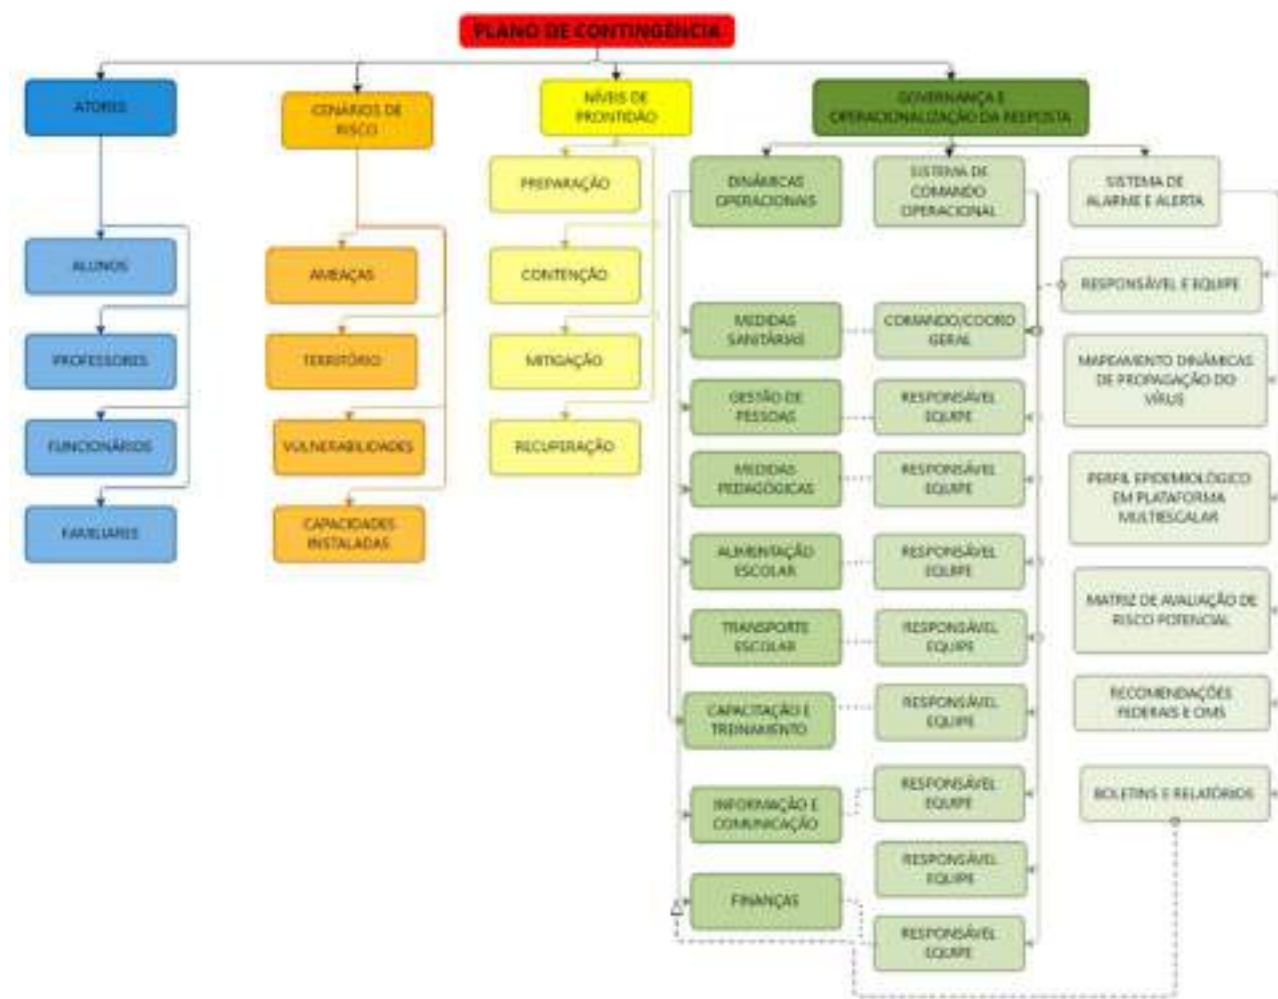 PLANO DE CONTINGÊNCIA
ATORES
CENÁRIOS DE
RISCO
NÍVEIS DE
PRONTIDÃO
GOVERNANÇA E
OPERACIONALIZAÇÃO DA RESPOSTA
ALUNOS
PROFESSORES
FUNCIONÁRIOS
FAMILIARES
AMEAÇAS
TERRITÓRIO
VULNERABILIDADES
CAPACIDADES
INSTALADAS
PREPARAÇÃO
CONTENÇÃO
MITIGAÇÃO
RECUPERAÇÃO
DINÂMICAS
OPERACIONAIS
MEDIDAS
SANITÁRIAS
GESTÃO DE
PESSOAS
MEDIDAS
PEDAGÓGICAS
ALIMENTAÇÃO
ESCOLAR
TRANSPORTE
ESCOLAR
CAPACITAÇÃO E
TREINAMENTO
INFORMAÇÃO E
COMUNICAÇÃO
FINANÇAS
SISTEMA DE
COMANDO
OPERACIONAL
COMANDO/COORD
GERAL
RESPONSÁVEL
EQUIPE
RESPONSÁVEL
EQUIPE
RESPONSÁVEL
EQUIPE
RESPONSÁVEL
EQUIPE
RESPONSÁVEL
EQUIPE
RESPONSÁVEL
EQUIPE
RESPONSÁVEL
EQUIPE
RESPONSÁVEL
EQUIPE
SISTEMA DE
ALARME E ALERTA
RESPONSÁVEL E EQUIPE
MAPEAMENTO DINÂMICAS
DE PROPAGAÇÃO DO
VÍRUS
PERFIL EPIDEMIOLÓGICO
EM PLATAFORMA
MULTIESCALAR
MATRIZ DE AVALIAÇÃO DE
RISCO POTENCIAL
RECOMENDAÇÕES
FEDERAIS E OMS
BOLETINS E RELATÓRIOS